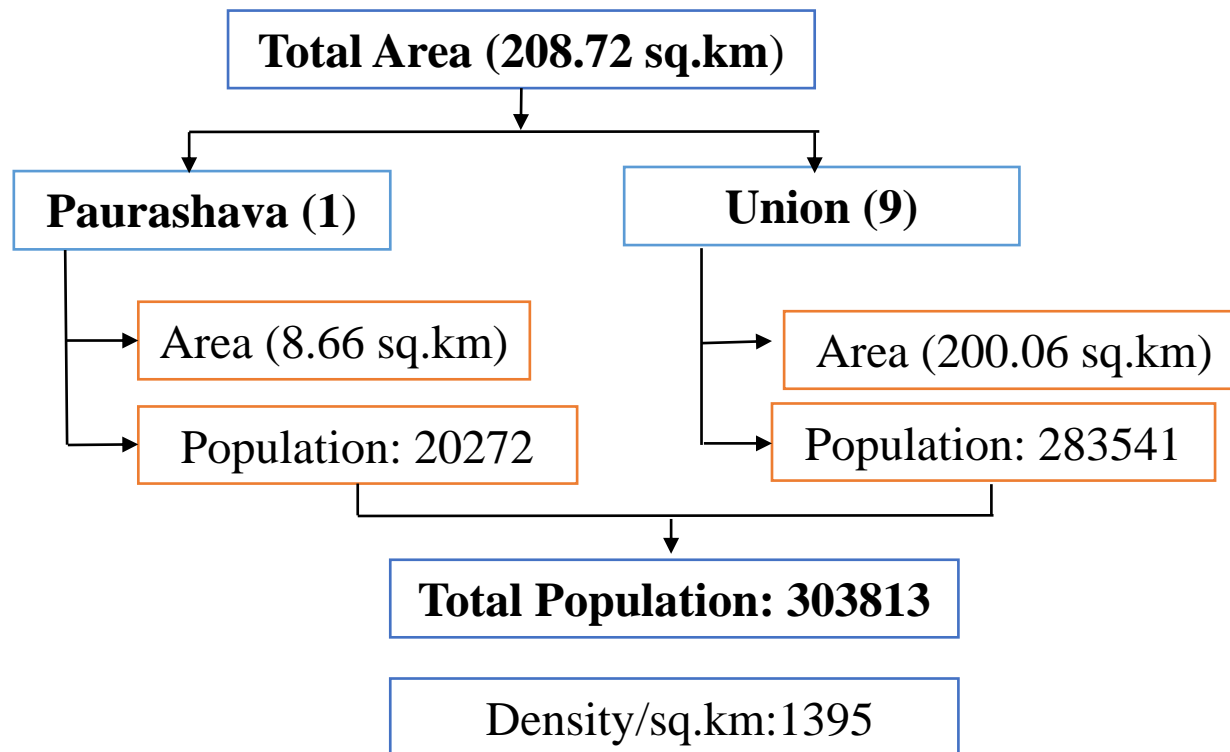 Total Area (208.72 sq.km)
Paurashava (1)
Union (9)
Area (8.66 sq.km)
Area (200.06 sq.km)
Population: 20272
Population: 283541
Total Population: 303813
Density/sq.km:1395